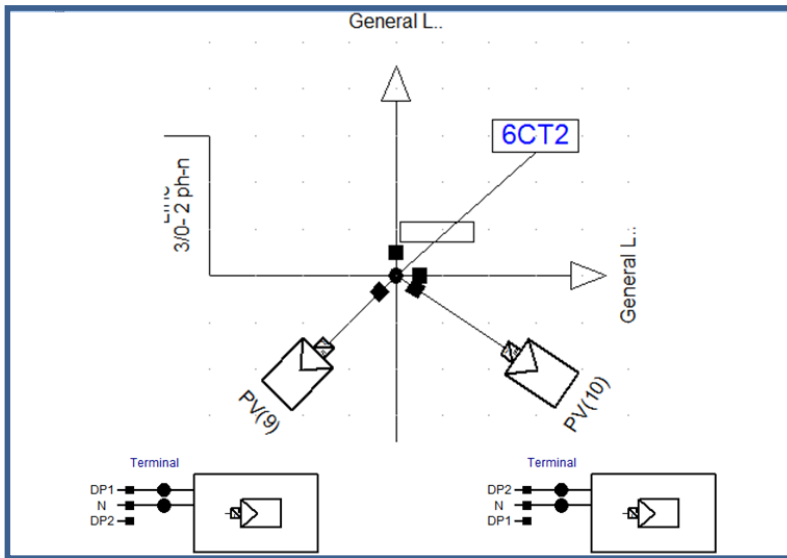 General L..
6CT2
3/0- 2 ph-n
General L..
PV(9)
PV(10)
Terminal
DP1
N
DP2
Terminal
DP2
N
DP1